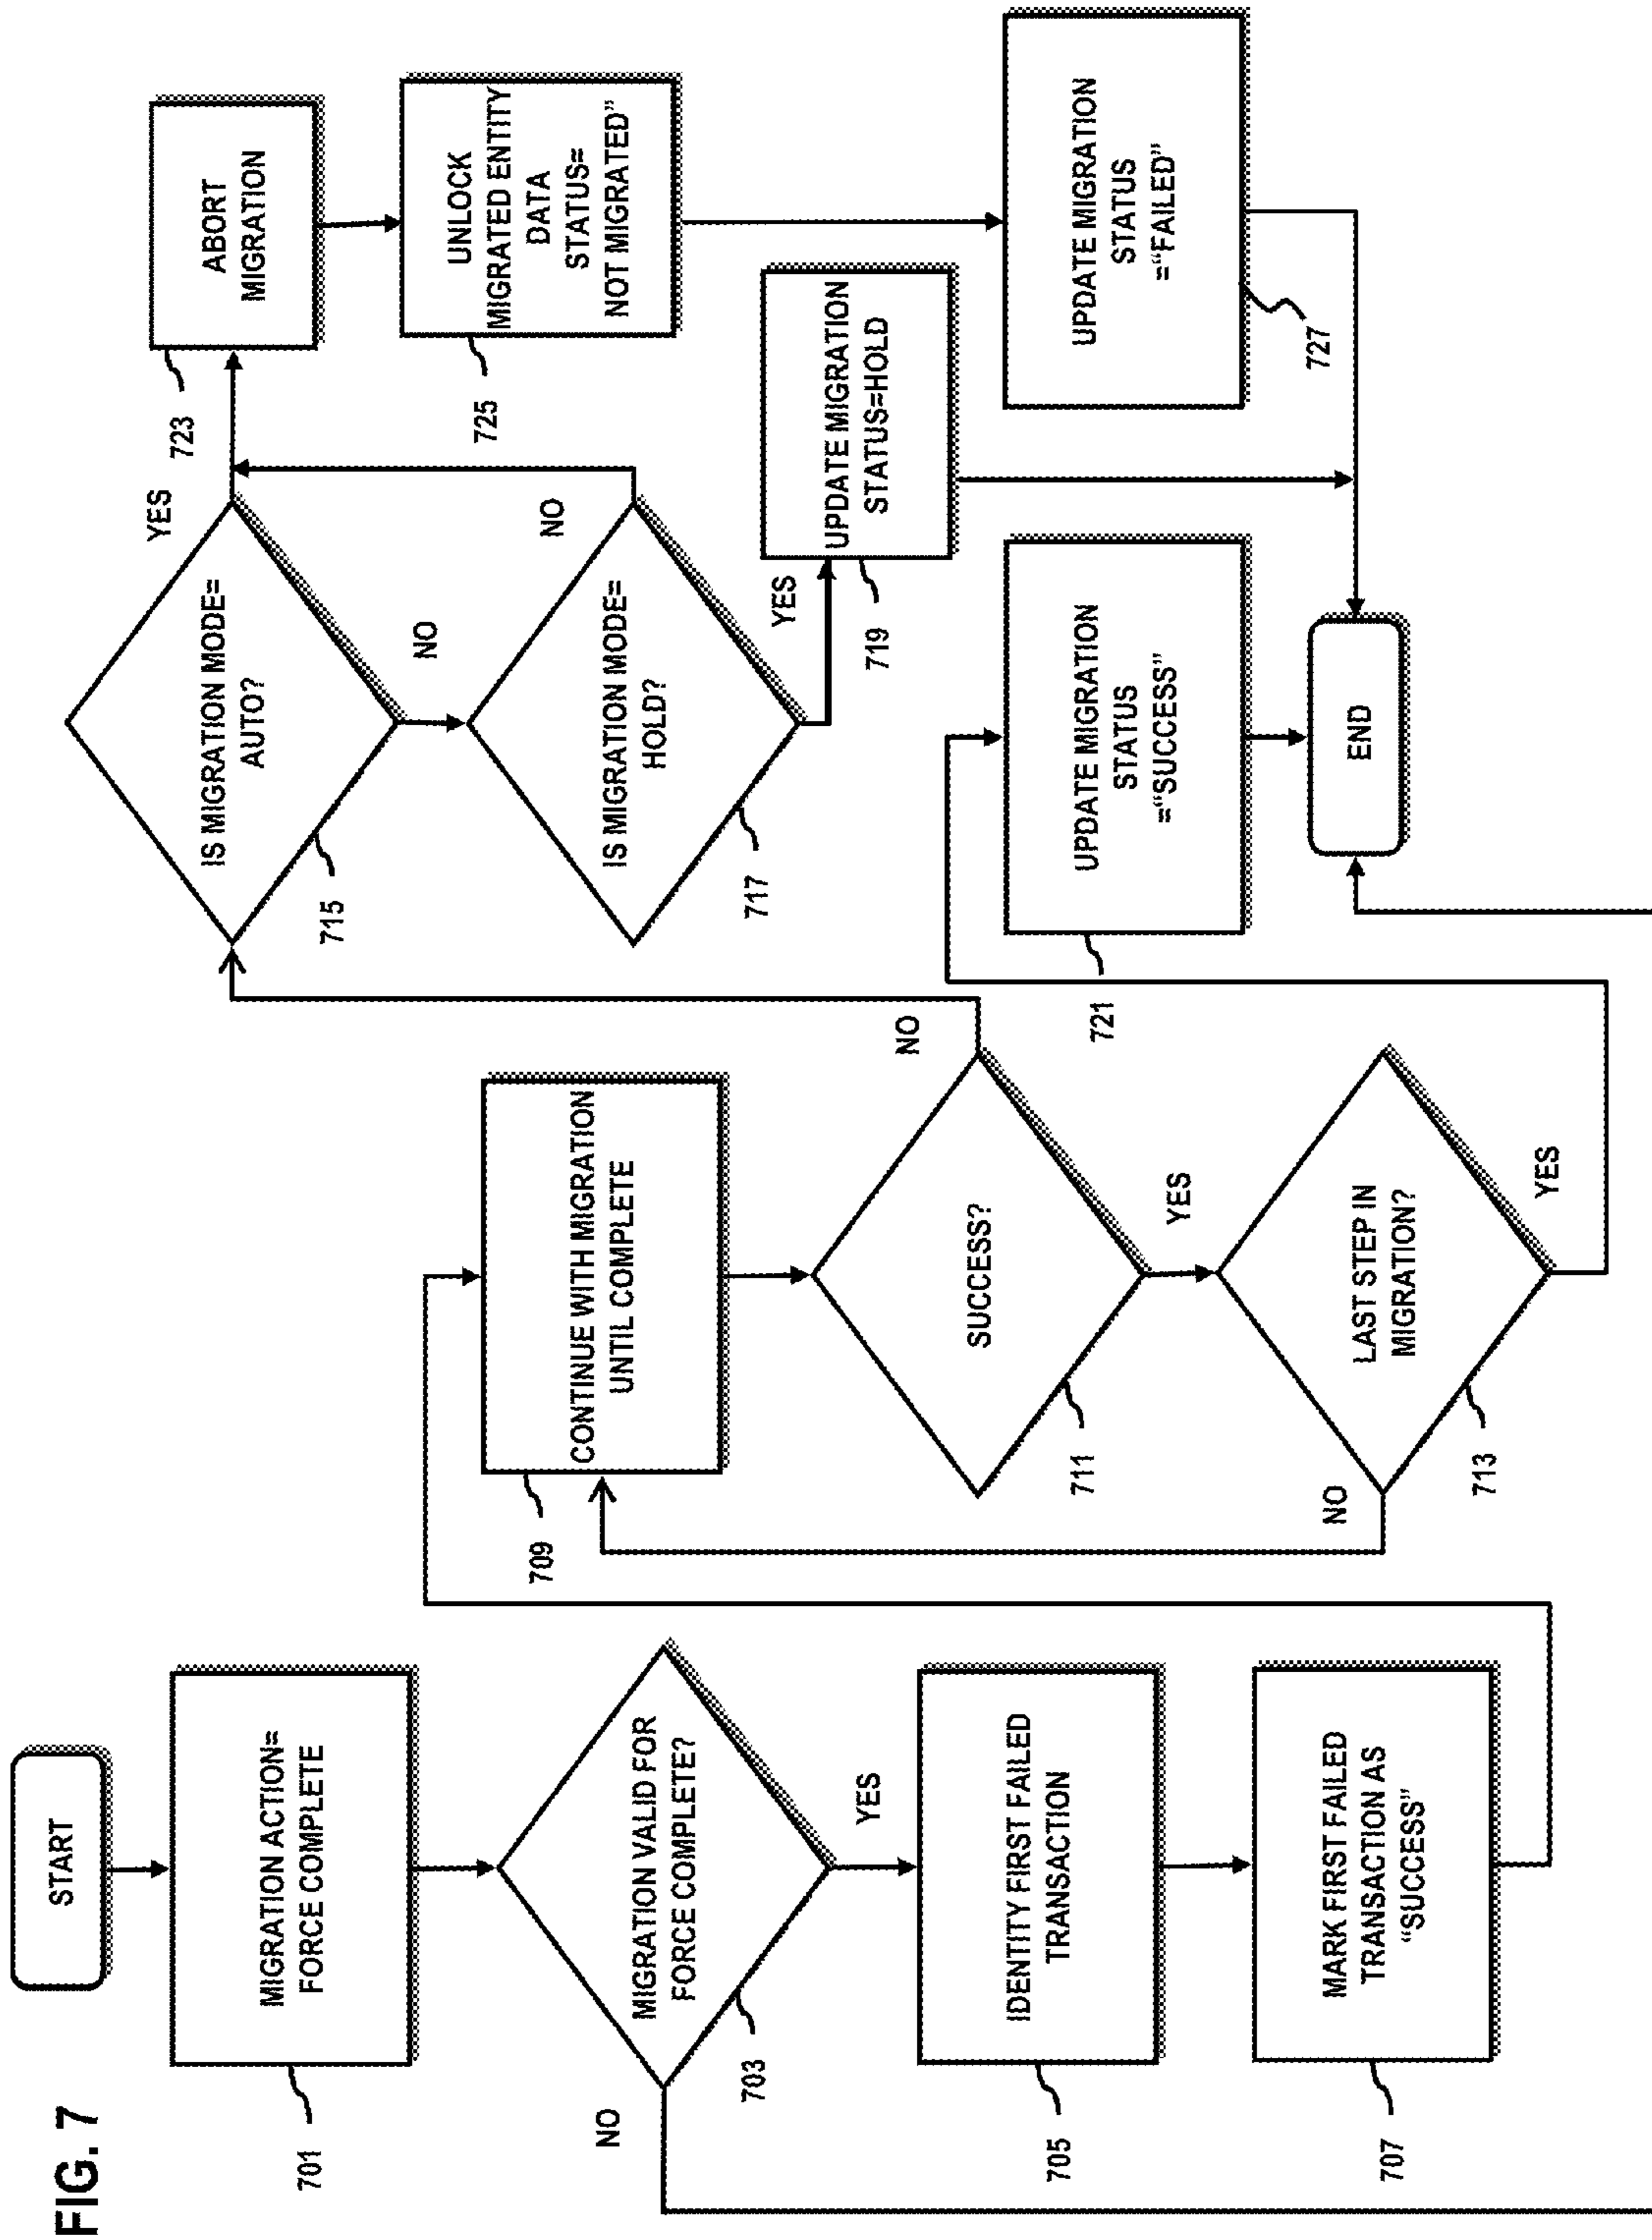 FIG. 7
START
MIGRATION ACTION=
FORCE COMPLETE
701
MIGRATION VALID FOR
FORCE COMPLETE?
703
NO
YES
IDENTITY FIRST FAILED
TRANSACTION
705
MARK FIRST FAILED
TRANSACTION AS
“SUCCESS”
707
CONTINUE WITH MIGRATION
UNTIL COMPLETE
709
SUCCESS?
711
NO
YES
LAST STEP IN
MIGRATION?
713
NO
YES
IS MIGRATION MODE=
AUTO?
715
YES
NO
IS MIGRATION MODE=
HOLD?
717
NO
YES
UPDATE MIGRATION
STATUS=HOLD
719
UPDATE MIGRATION
STATUS
=“SUCCESS”
721
END
ABORT
MIGRATION
723
UNLOCK
MIGRATED ENTITY
DATA
STATUS=
NOT MIGRATED”
725
UPDATE MIGRATION
STATUS
=“FAILED”
727